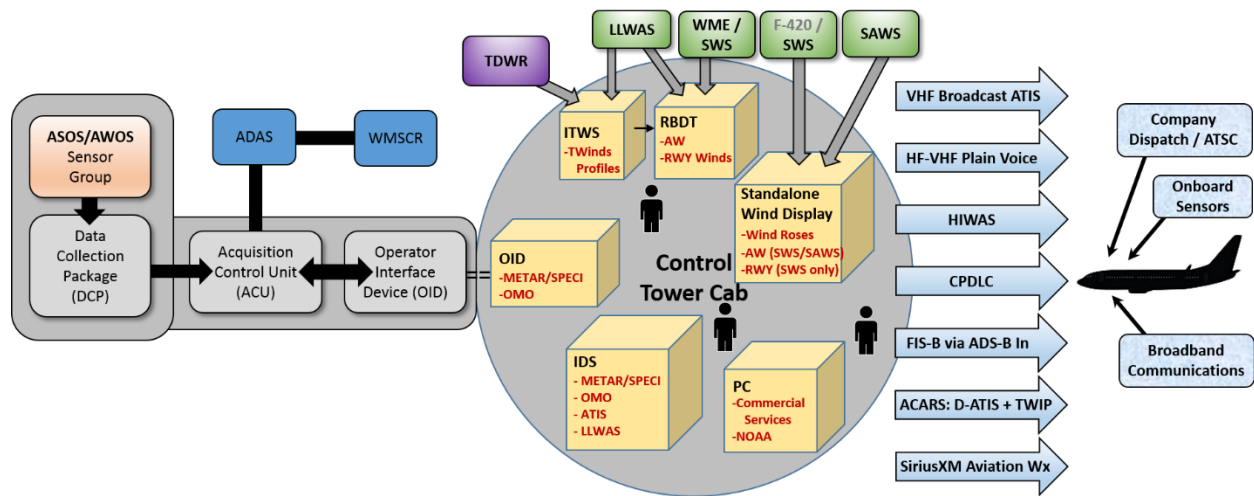 ASOS/AWOS
Sensor
Group
Data
Collection
Package
(DCP)
ADAS
WMSCR
Acquisition
Control Unit
(ACU)
Operator
Interface
Device (OID)
TDWR
LLWAS
WME /
SWS
F-420 /
SWS
SAWS
ITWS
-TWinds
Profiles
RBDT
-AW
-RWY Winds
Standalone
Wind Display
-Wind Roses
-AW (SWS/SAWS)
-RWY (SWS only)
OID
-METAR/SPECI
-OMO
Control
Tower Cab
IDS
- METAR/SPECI
- OMO
- ATIS
- LLWAS
PC
-Commercial
Services
-NOAA
VHF Broadcast ATIS
HF-VHF Plain Voice
HIWAS
CPDLC
FIS-B via ADS-B In
ACARS: D-ATIS + TWIP
SiriusXM Aviation Wx
Company
Dispatch / ATSC
Onboard
Sensors
Broadband
Communications